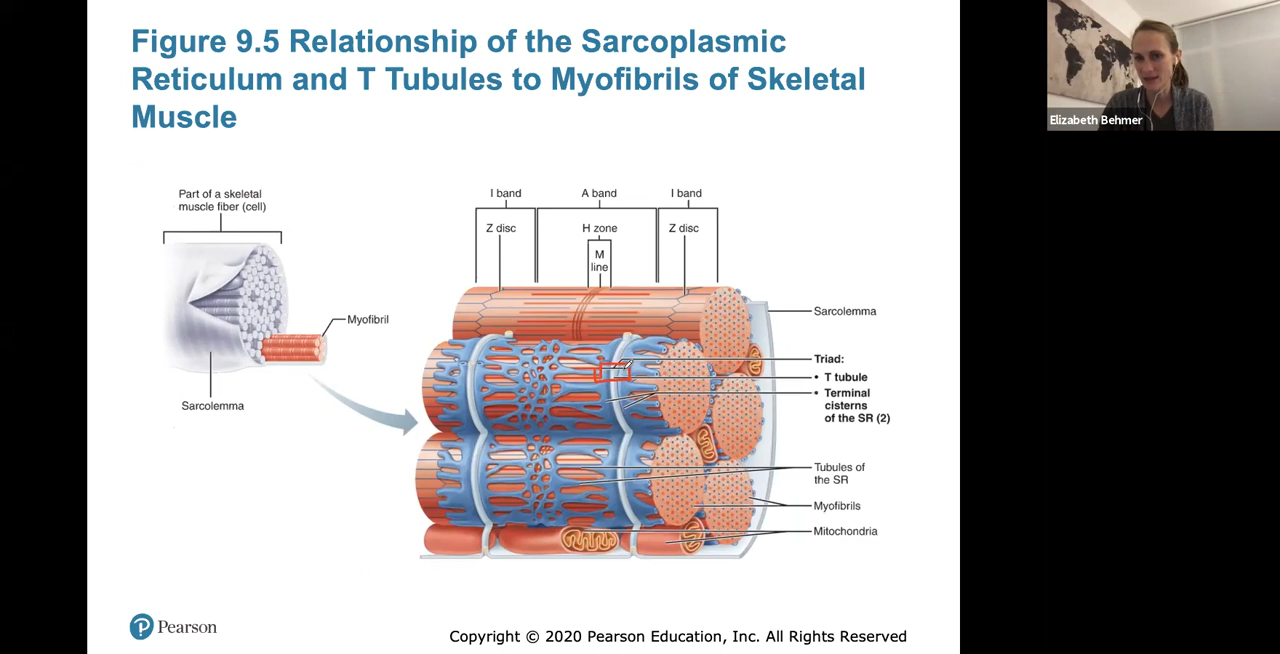 Figure 9.5 Relationship of the Sarcoplasmic
Reticulum and T Tubules to Myofibrils of Skeletal
Muscle
Elizabeth Behmer
Part of a skeletal
muscle fiber (cell)
I band
A band
I band
Z disc
H zone
Z disc
M
line
Sarcolemma
Myofibril
Triad:
• T tubule
• Terminal
cisterns
of the SR (2)
Sarcolemma
Tubules of
the SR
Myofibrils
Mitochondria
Pearson
Copyright © 2020 Pearson Education, Inc. All Rights Reserved